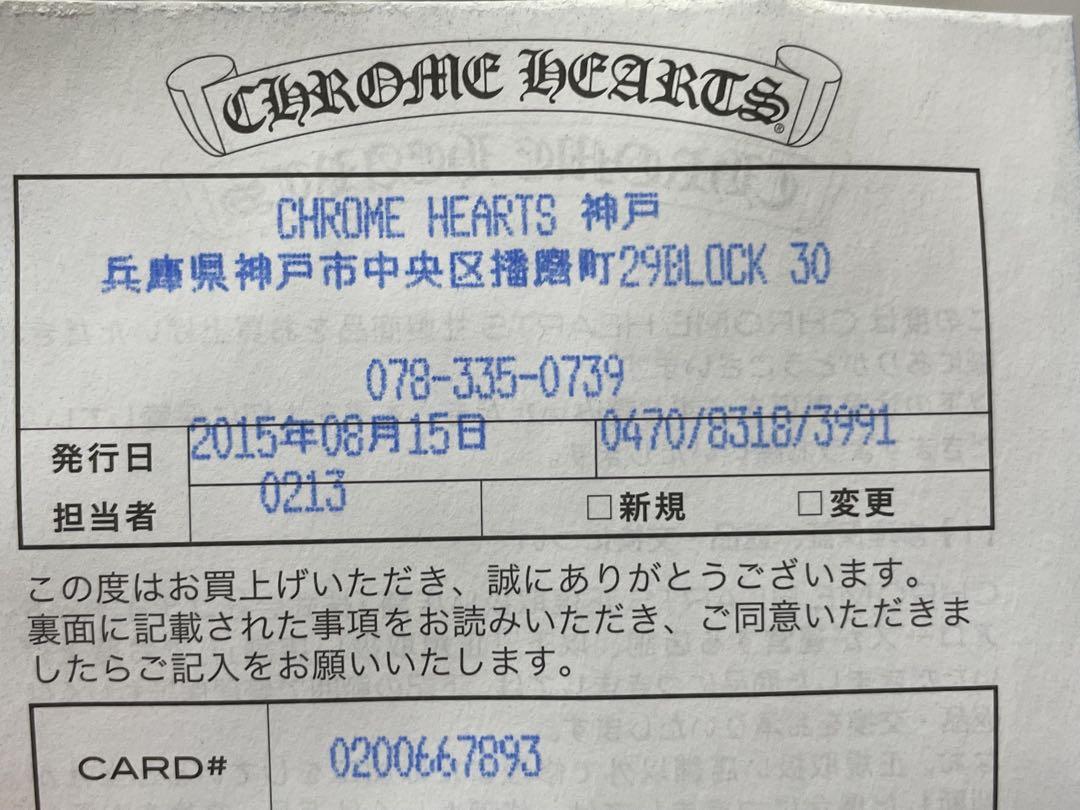 CHROME HEARTS®
CHROME HEARTS 神戸
兵庫県神戸市中央区播磨町29BLOCK 30
078-335-0739
発行日 2015年08月15日 0470/8318/3991
担当者 0213 □新規 □変更
この度はお買上げいただき、誠にありがとうございます。
裏面に記載された事項をお読みいただき、ご同意いただきま
したらご記入をお願いいたします。
CARD# 0200667893